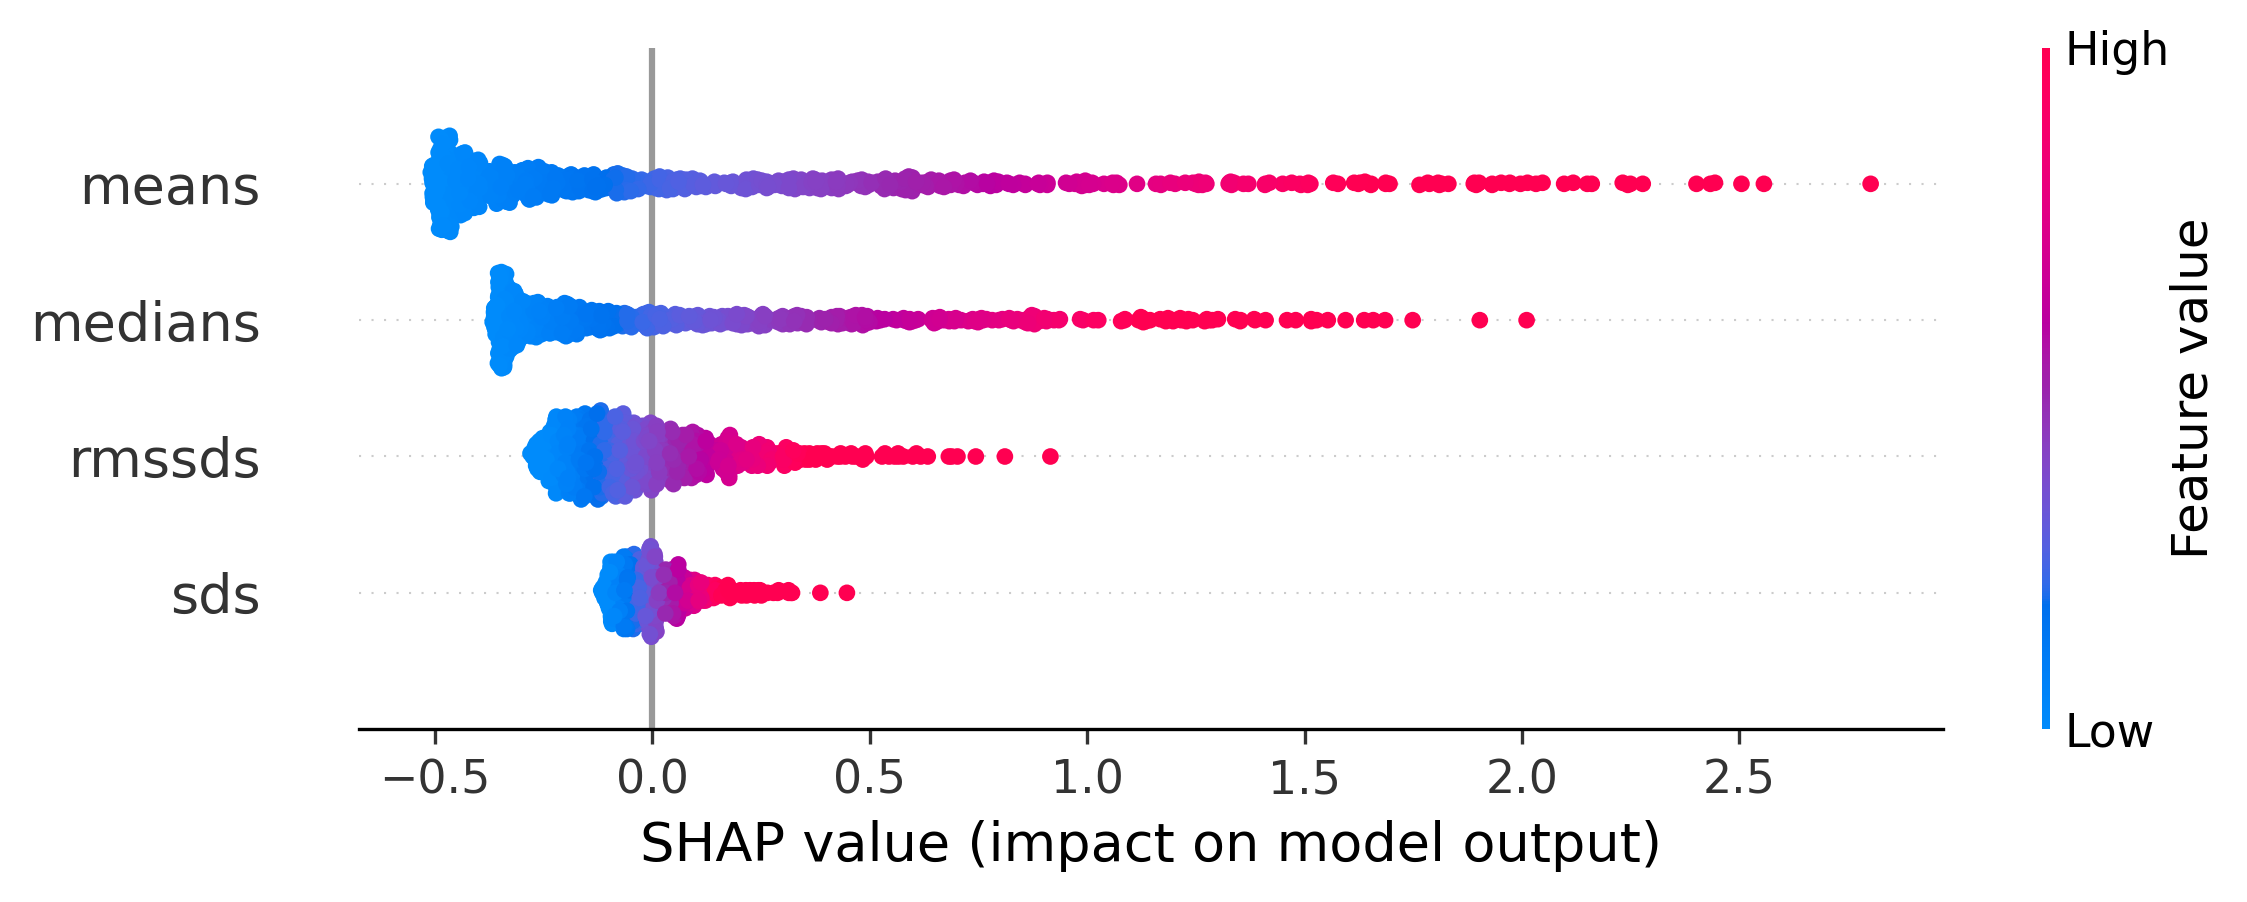 High
means
medians
rmssds
sds
Feature value
Low
−0.5 0.0 0.5 1.0 1.5 2.0 2.5
SHAP value (impact on model output)